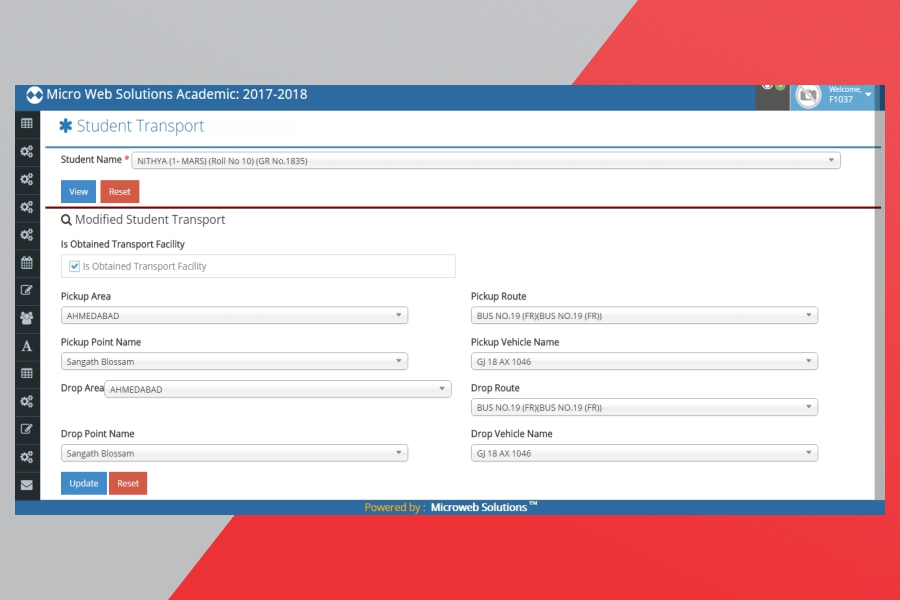 Micro Web Solutions Academic: 2017-2018
Welcome,
F1037
Student Transport
Student Name * NITHYA (1- MARS) (Roll No 10) (GR No.1835)
View Reset
Modified Student Transport
Is Obtained Transport Facility
Is Obtained Transport Facility
Pickup Area Pickup Route
AHMEDABAD BUS NO.19 (FR)(BUS NO.19 (FR))
Pickup Point Name Pickup Vehicle Name
Sangath Blossam GJ 18 AX 1046
Drop Area AHMEDABAD Drop Route
BUS NO.19 (FR)(BUS NO.19 (FR))
Drop Point Name Drop Vehicle Name
Sangath Blossam GJ 18 AX 1046
Update Reset
Powered by : Microweb Solutions ™